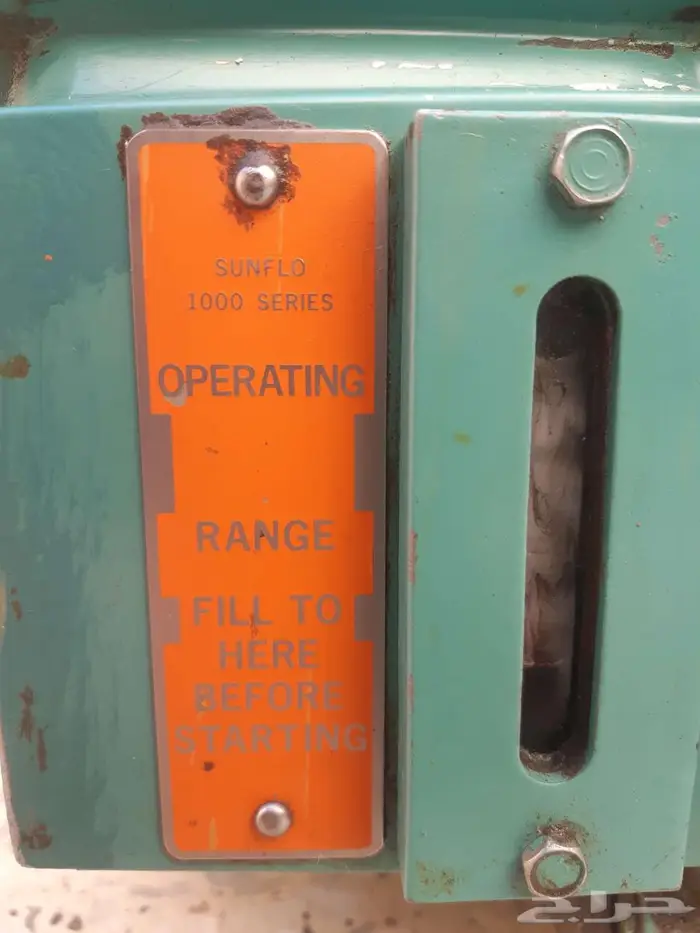 SUNFLO
1000 SERIES
OPERATING
RANGE
FILL TO
HERE
BEFORE
STARTING
حراج